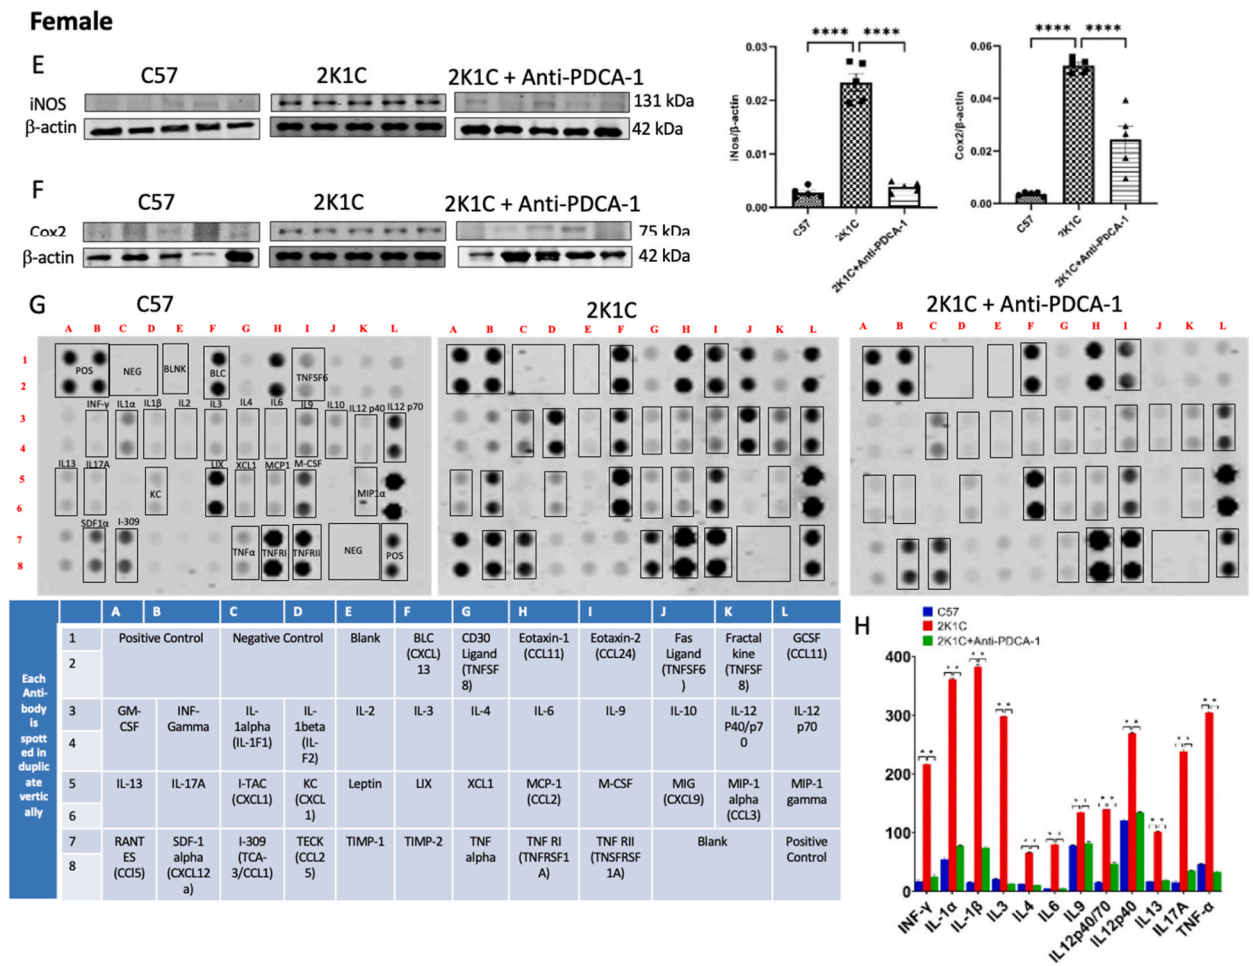 Female
E
C57
2K1C
2K1C + Anti-PDCA-1
iNOS
131 kDa
β-actin
42 kDa
F
C57
2K1C
2K1C + Anti-PDCA-1
Cox2
75 kDa
β-actin
42 kDa
**** ****
0.03
0.02
0.01
0.00
iNos/β-actin
C57
2K1C
2K1C+Anti-PDCA-1
**** ****
0.06
0.04
0.02
0.00
Cox2/β-actin
C57
2K1C
2K1C+Anti-PDCA-1
G
C57
2K1C
2K1C + Anti-PDCA-1
A B C D E F G H I J K L
A B C D E F G H I J K L
A B C D E F G H I J K L
1
2
3
4
5
6
7
8
POS NEG BLNK BLC TNFSF6
INF-γ IL1α IL1β IL2 IL3 IL4 IL6 IL9 IL10 IL12 p40 IL12 p70
IL13 IL17A KC LIX XCL1 MCP1 M-CSF MIP1α
SDF1α I-309 TNFα TNFRI TNFRII NEG POS
Each Anti-body is spott ed in duplic ate vertic ally
A B C D E F G H I J K L
1
2
Positive Control
Negative Control
Blank
BLC (CXCL) 13
CD30 Ligand (TNFSF 8)
Eotaxin-1 (CCL11)
Eotaxin-2 (CCL24)
Fas Ligand (TNFSF6 )
Fractal kine (TNFSF 8)
GCSF (CCL11)
3
4
GM-CSF
INF-Gamma
IL-1alpha (IL-1F1)
IL-1beta (IL-F2)
IL-2
IL-3
IL-4
IL-6
IL-9
IL-10
IL-12 P40/p7 0
IL-12 p70
5
6
IL-13
IL-17A
I-TAC (CXCL1)
KC (CXCL 1)
Leptin
LIX
XCL1
MCP-1 (CCL2)
M-CSF
MIG (CXCL9)
MIP-1 alpha (CCL3)
MIP-1 gamma
7
8
RANT ES (CCl5)
SDF-1 alpha (CXCL12 a)
I-309 (TCA-3/CCL1)
TECK (CCL2 5)
TIMP-1
TIMP-2
TNF alpha
TNF RI (TNFRSF1 A)
TNF RII (TNSFRSF 1A)
Blank
Positive Control
H
C57
2K1C
2K1C+Anti-PDCA-1
400
300
200
100
0
INF-γ
IL-1α
IL-1β
IL3
IL4
IL6
IL9
IL12p40/70
IL12p40
IL13
IL17A
TNF-α